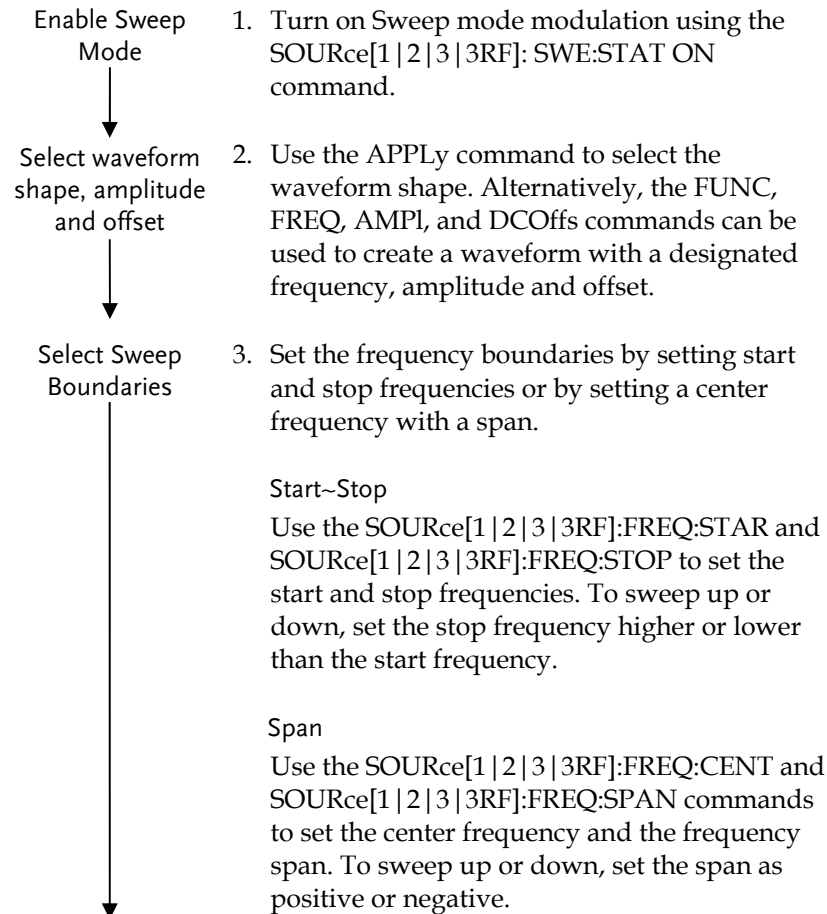 Enable Sweep
Mode
1. Turn on Sweep mode modulation using the
SOURce[1|2|3|3RF]: SWE:STAT ON
command.
Select waveform
shape, amplitude
and offset
2. Use the APPLy command to select the
waveform shape. Alternatively, the FUNC,
FREQ, AMPl, and DCOffs commands can be
used to create a waveform with a designated
frequency, amplitude and offset.
Select Sweep
Boundaries
3. Set the frequency boundaries by setting start
and stop frequencies or by setting a center
frequency with a span.
Start~Stop
Use the SOURce[1|2|3|3RF]:FREQ:STAR and
SOURce[1|2|3|3RF]:FREQ:STOP to set the
start and stop frequencies. To sweep up or
down, set the stop frequency higher or lower
than the start frequency.
Span
Use the SOURce[1|2|3|3RF]:FREQ:CENT and
SOURce[1|2|3|3RF]:FREQ:SPAN commands
to set the center frequency and the frequency
span. To sweep up or down, set the span as
positive or negative.